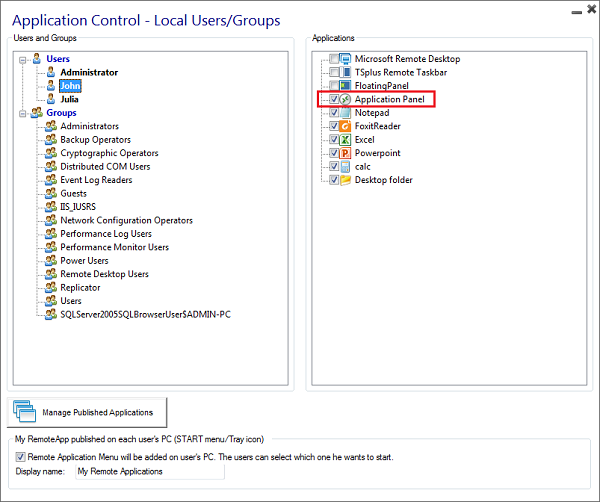 Application Control - Local Users/Groups
Users and Groups
Users
Administrator
John
Julia
Groups
Administrators
Backup Operators
Cryptographic Operators
Distributed COM Users
Event Log Readers
Guests
IIS_IUSRS
Network Configuration Operators
Performance Log Users
Performance Monitor Users
Power Users
Remote Desktop Users
Replicator
Users
SQLServer2005SQLBrowserUser$ADMIN-PC
Applications
Microsoft Remote Desktop
TSplus Remote Taskbar
FloatingPanel
Application Panel
Notepad
FoxitReader
Excel
Powerpoint
calc
Desktop folder
Manage Published Applications
My RemoteApp published on each user's PC (START menu/Tray icon)
Remote Application Menu will be added on user's PC. The users can select which one he wants to start.
Display name: My Remote Applications